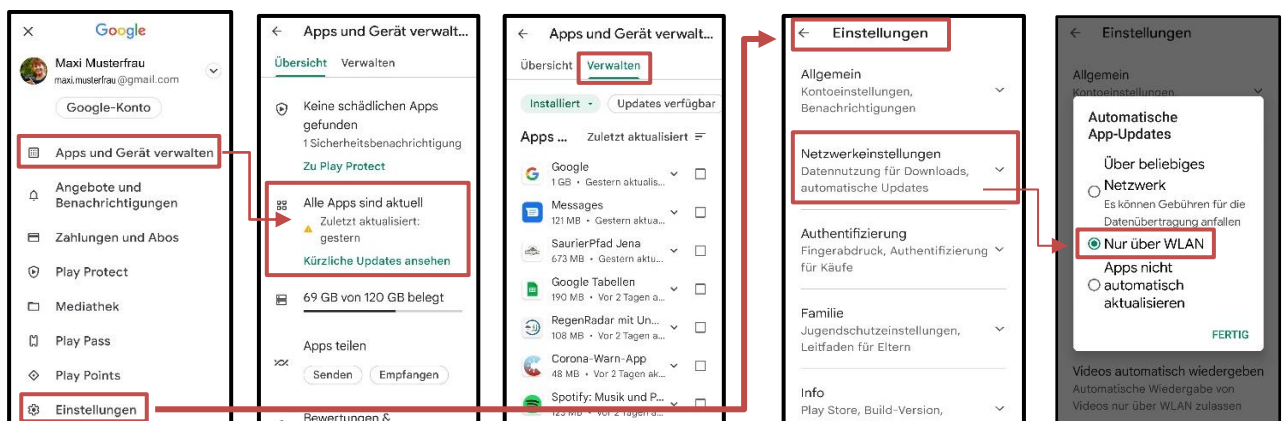 Google
Maxi Musterfrau
maxi.musterfrau@gmail.com
Google-Konto
Apps und Gerät verwalten
Angebote und
Benachrichtigungen
Zahlungen und Abos
Play Protect
Mediathek
Play Pass
Play Points
Einstellungen
Apps und Gerät verwalt...
Übersicht Verwalten
Keine schädlichen Apps
gefunden
1 Sicherheitsbenachrichtigung
Zu Play Protect
Alle Apps sind aktuell
Zuletzt aktualisiert:
gestern
Kürzliche Updates ansehen
69 GB von 120 GB belegt
Apps teilen
Senden Empfangen
Bewertungen &
Apps und Gerät verwalt...
Übersicht Verwalten
Installiert Updates verfügbar
Apps ... Zuletzt aktualisiert
Google
1 GB • Gestern aktualis...
Messages
121 MB • Gestern aktua...
SaurierPfad Jena
673 MB • Gestern aktu...
Google Tabellen
190 MB • Vor 2 Tagen a...
RegenRadar mit Un...
108 MB • Vor 2 Tagen a...
Corona-Warn-App
48 MB • Vor 2 Tagen ak...
Spotify: Musik und P...
123 MB • Vor 2 Tagen a...
Einstellungen
Allgemein
Kontoeinstellungen,
Benachrichtigungen
Netzwerkeinstellungen
Datennutzung für Downloads,
automatische Updates
Authentifizierung
Fingerabdruck, Authentifizierung
für Käufe
Familie
Jugendschutzeinstellungen,
Leitfaden für Eltern
Info
Play Store, Build-Version,
Einstellungen
Allgemein
Kontoeinstellungen,
Automatische
App-Updates
Über beliebiges
Netzwerk
Es können Gebühren für die
Datenübertragung anfallen
Nur über WLAN
Apps nicht
automatisch
aktualisieren
FERTIG
Videos automatisch wiedergeben
Automatische Wiedergabe von
Videos nur über WLAN zulassen